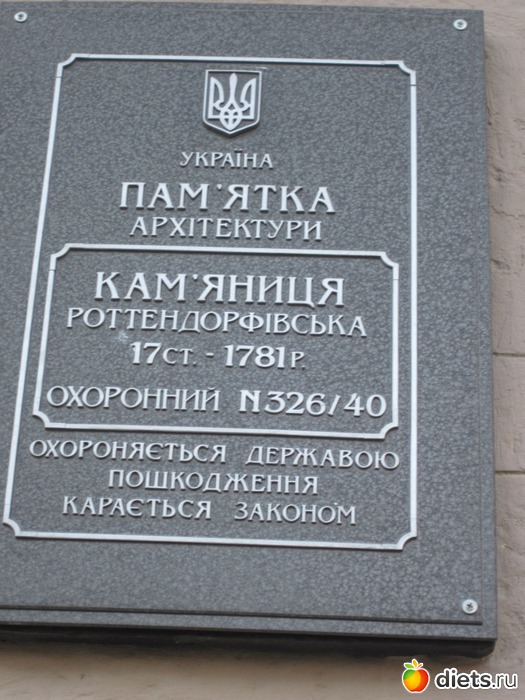 УКРАЇНА
ПАМ'ЯТКА
АРХІТЕКТУРИ
КАМ'ЯНИЦЯ
РОТТЕНДОРФІВСЬКА
17СТ. - 1781Р.
ОХОРОННИЙ N326/40
ОХОРОНЯЄТЬСЯ ДЕРЖАВОЮ
ПОШКОДЖЕННЯ
КАРАЄТЬСЯ ЗАКОНОМ
diets.ru